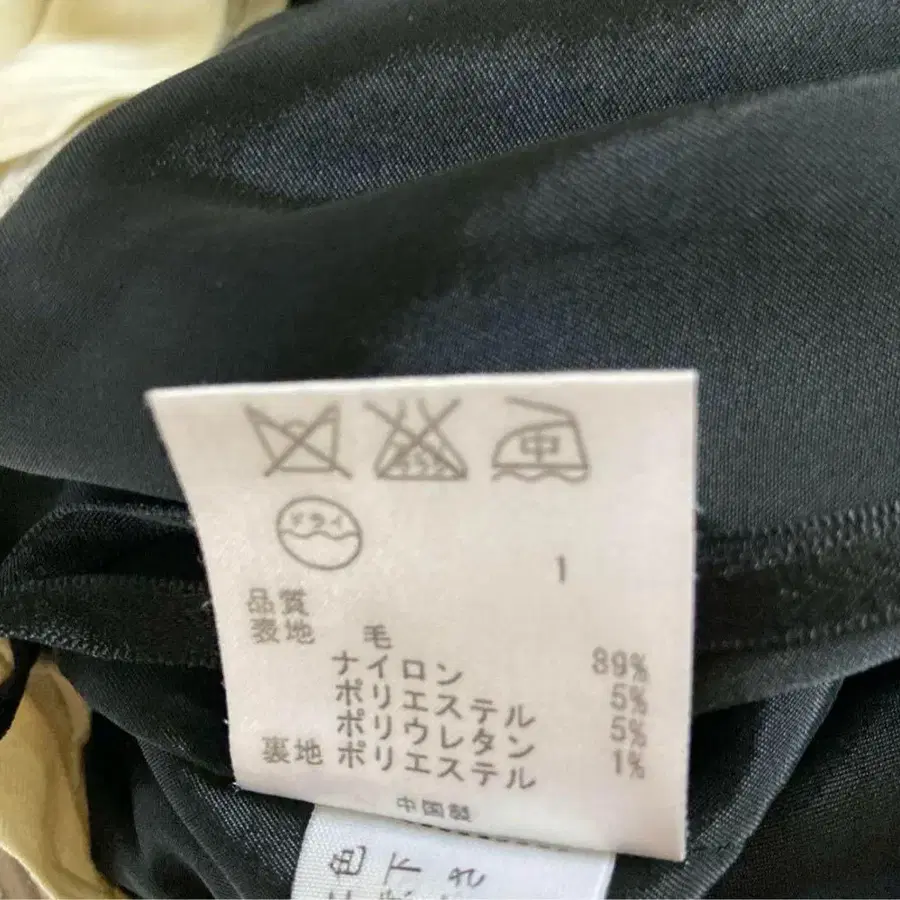 中
ドライ
1
品質
表地 毛 89%
ナイロン 5%
ポリエステル 5%
ポリウレタン 1%
裏地 ポリエステル
中国製